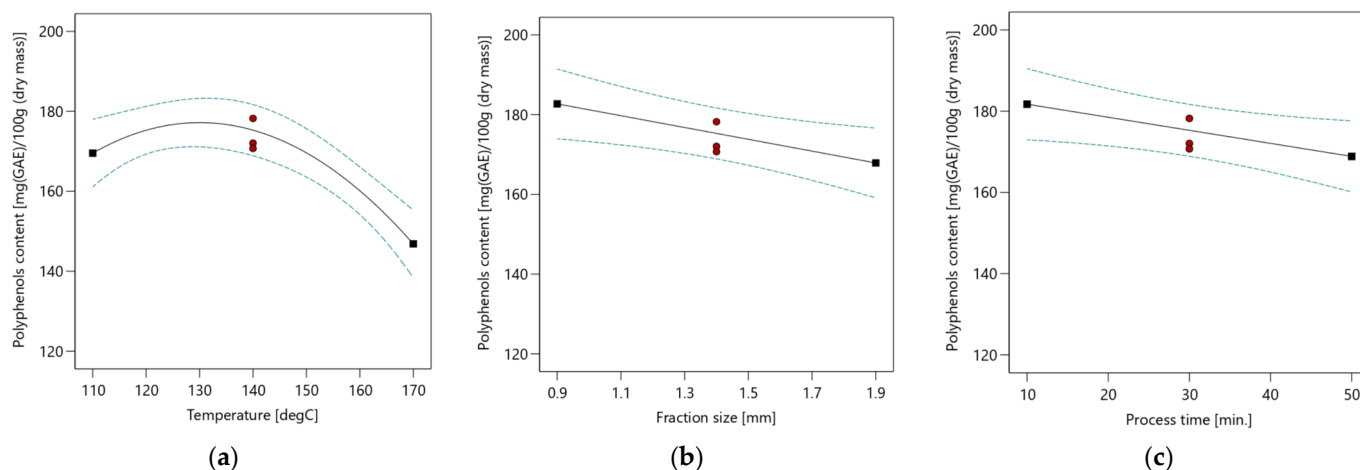 Polyphenols content [mg(GAE)/100g (dry mass)]
200
180
160
140
120
110 120 130 140 150 160 170
Temperature [degC]
(a)
Polyphenols content [mg(GAE)/100g (dry mass)]
200
180
160
140
120
0.9 1.1 1.3 1.5 1.7 1.9
Fraction size [mm]
(b)
Polyphenols content [mg(GAE)/100g (dry mass)]
200
180
160
140
120
10 20 30 40 50
Process time [min.]
(c)